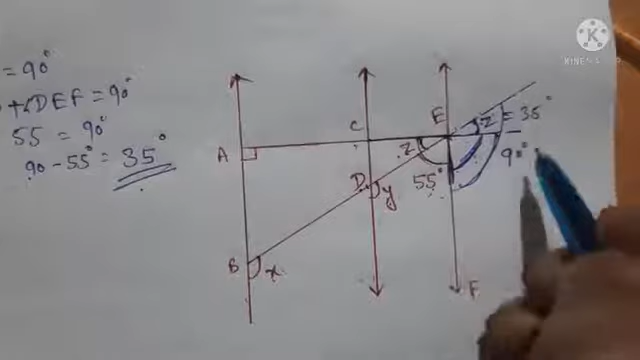 = 90°
+∠DEF = 90°
55 = 90°
90 - 55° = 35°
A
B
C
D
E
F
x
y
z
55°
z = 35°
90°
KINEMASTER